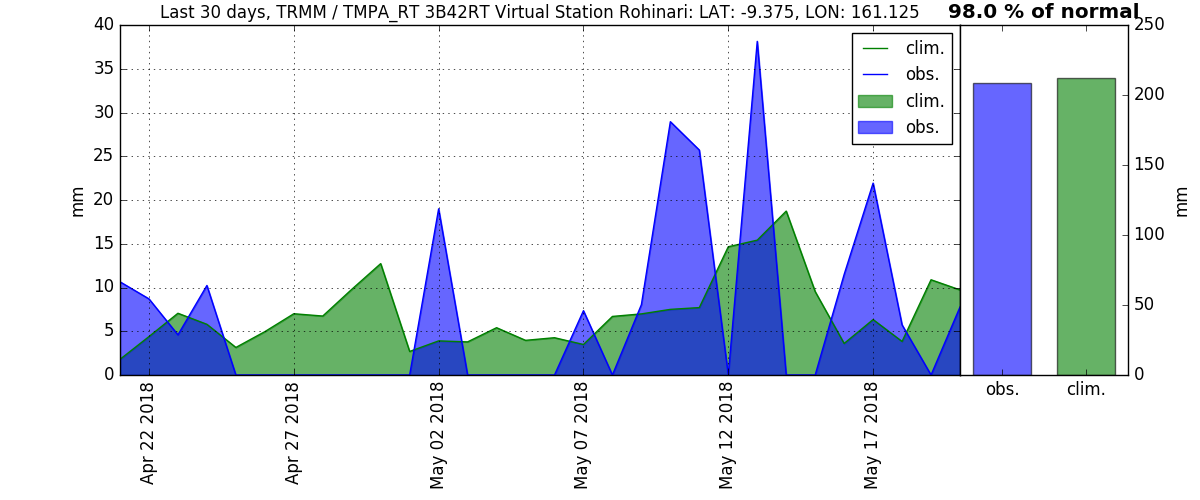 Last 30 days, TRMM / TMPA_RT 3B42RT Virtual Station Rohinari: LAT: -9.375, LON: 161.125
98.0 % of normal
40
35
30
25
20
15
10
5
0
mm
clim.
obs.
clim.
obs.
250
200
150
100
50
0
mm
obs.
clim.
Apr 22 2018
Apr 27 2018
May 02 2018
May 07 2018
May 12 2018
May 17 2018